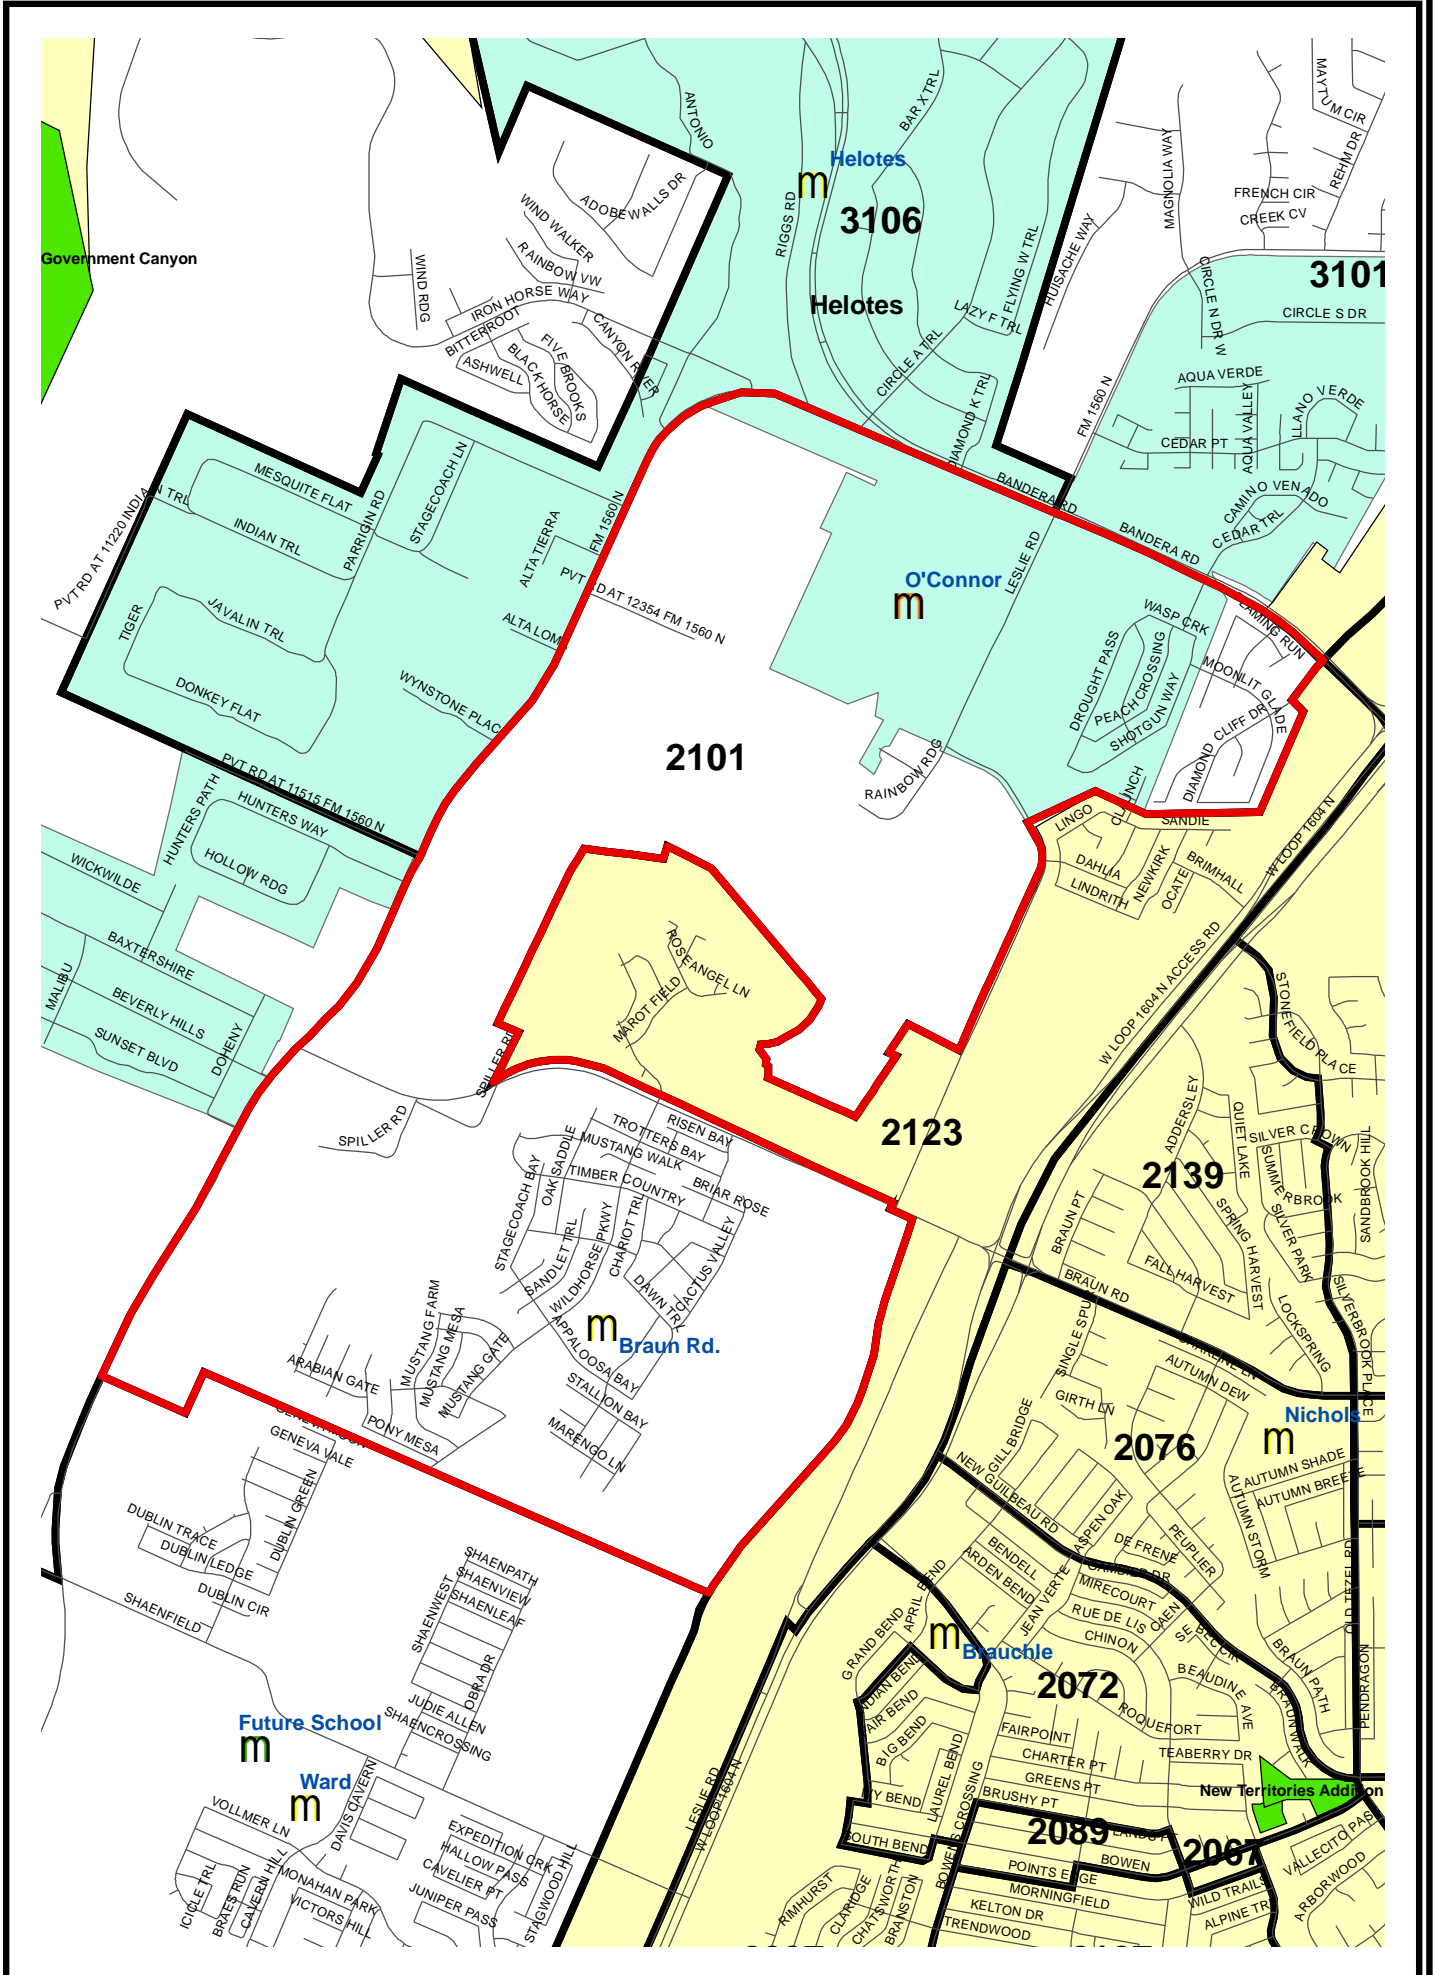 ANTONIO
BAR X TRL
MAYTUM CIR
REHM DR
MAGNOLIA WAY
Helotes
m
3106
ADOBE WALLS DR
WIND WALKER
RAINBOW VW
RIGGS RD
FRENCH CIR
CREEK CV
Government Canyon
WIND RDG
IRON HORSE WAY
BITTERROOT
FLYING W TRL
HUISACHE WAY
CIRCLE N DR W
3101
Helotes
LAZY F TRL
CIRCLE S DR
ASHWELL
BLACK HORSE
FIVE BROOKS
CANYON RIVER
CIRCLE A TRL
AQUA VERDE
FM 1560 N
LLANO VERDE
AQUA VALLEY
CEDAR PT
DIAMOND K TRL
MESQUITE FLAT
STAGECOACH LN
BANDERA RD
CAMINO VENADO
CEDAR TRL
PVT RD AT 11220 INDIAN TRL
INDIAN TRL
PARRIGIN RD
ALTA TIERRA
FM 1560 N
BANDERA RD
LESLIE RD
O'Connor
m
PVT RD AT 12354 FM 1560 N
WASP CRK
TIGER
JAVALIN TRL
ALTA LOM
MOONLIT GLADE
DROUGHT PASS
PEACH CROSSING
SHOTGUN WAY
DONKEY FLAT
WYNSTONE PLAC
2101
DIAMOND CLIFF DR
RAINBOW RDG
PVT RD AT 11515 FM 1560 N
HUNTERS PATH
HUNTERS WAY
LINGO
SANDIE
W LOOP 1604 N
WICKWILDE
HOLLOW RDG
DAHLIA
LINDRITH
NEWKIRK
OCATE
BRIMHALL
BAXTERSHIRE
MALIBU
BEVERLY HILLS
SUNSET BLVD
DOHENY
ROSEANGEL LN
MAROT FIELD
W LOOP 1604 N ACCESS RD
STONEFIELD PLACE
SPILLER RD
SPILLER RD
2123
ADDERSLEY
QUIET LAKE
SILVER CROWN
SANDBROOK HILL
2139
SUMMERBROOK
SILVER PARK
RISEN BAY
TROTTERS BAY
MUSTANG WALK
TIMBER COUNTRY
BRIAR ROSE
OAK SADDLE
STAGECOACH BAY
SANDLET TRL
WILDHORSE PKWY
CHARIOT TRL
DAWN TRL
CACTUS VALLEY
BRAUN PT
SPRING HARVEST
FALL HARVEST
BRAUN RD
SINGLE SPUR
LOCKSPRING
SILVERBROOK PLACE
m
Braun Rd.
APPALOOSA BAY
STALLION BAY
MARENGO LN
ARABIAN GATE
MUSTANG FARM
MUSTANG MESA
MUSTANG GATE
PONY MESA
AUTUMN DEW
GIRTH LN
Nichols
m
2076
GENEVA VALE
DUBLIN GREEN
GILL BRIDGE
NEW GUILBEAU RD
ASPEN OAK
AUTUMN SHADE
AUTUMN BREEZE
AUTUMN STORM
DUBLIN TRACE
DUBLIN LEDGE
DUBLIN CIR
SHAENFIELD
SHAENPATH
SHAENVIEW
SHAENLEAF
SHAENWEST
BENDELL
ARDEN BEND
DE FRENE
PEUPLIER
CAMBIER DR
MIRECOURT
RUE DE LIS
CAEN
CHINON
JEAN VERTE
APRIL BEND
GRAND BEND
m
Brauchle
OLD TEZEL RD
2072
BEAUDINE AVE
BRAUN PATH
BRAUN WALK
PENDRAGON
OBRA DR
JUDIE ALLEN
SHAENCROSSING
INDIAN BEND
AIR BEND
BIG BEND
FAIRPOINT
ROQUEFORT
CHARTER PT
TEABERRY DR
GREENS PT
BRUSHY PT
Future School
m
Ward
m
New Territories Addition
LESLIE RD
W LOOP 1604 N
IVY BEND
LAUREL BEND
BOWENS CROSSING
SOUTH BEND
2089
2067
BOWEN
POINTS EDGE
VOLLMER LN
DAVIS CAVERN
EXPEDITION CRK
HALLOW PASS
CAVELIER PT
JUNIPER PASS
STAGWOOD HILL
MORNINGFIELD
KELTON DR
TRENDWOOD
WILD TRAILS
ALPINE TR
VALLECITO PASS
ARBORWOOD
ICICLE TRL
BRAES RUN
CAVERN HILL
MONAHAN PARK
VICTORS HILL
RIMHURST
CLARIDGE
CHATSWORTH
BRANSTON